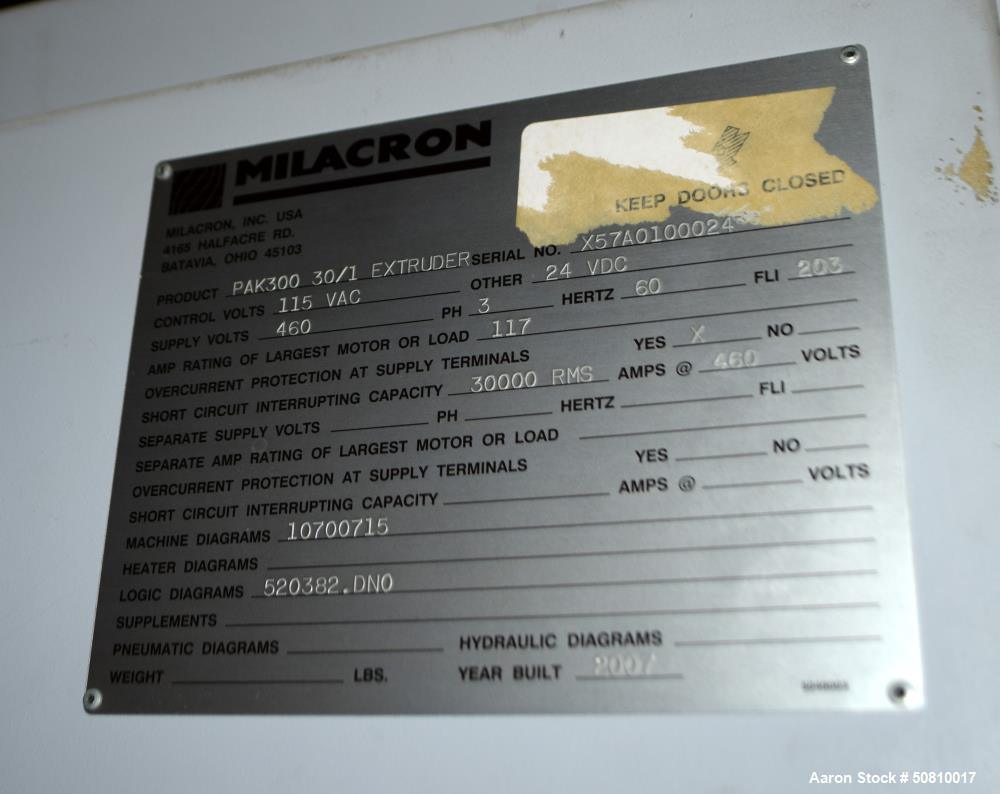 MILACRON
MILACRON, INC. USA
4165 HALFACRE RD.
BATAVIA, OHIO 45103
KEEP DOORS CLOSED
PRODUCT PAK300 30/1 EXTRUDER SERIAL NO. X57A0100024
CONTROL VOLTS 115 VAC OTHER 24 VDC
SUPPLY VOLTS 460 PH 3 HERTZ 60 FLI 203
AMP RATING OF LARGEST MOTOR OR LOAD 117
OVERCURRENT PROTECTION AT SUPPLY TERMINALS YES X NO
SHORT CIRCUIT INTERRUPTING CAPACITY 30000 RMS AMPS @ 460 VOLTS
SEPARATE SUPPLY VOLTS PH HERTZ FLI
SEPARATE AMP RATING OF LARGEST MOTOR OR LOAD
OVERCURRENT PROTECTION AT SUPPLY TERMINALS YES NO
SHORT CIRCUIT INTERRUPTING CAPACITY AMPS @ VOLTS
MACHINE DIAGRAMS 10700715
HEATER DIAGRAMS
LOGIC DIAGRAMS 520382.DNO
SUPPLEMENTS
PNEUMATIC DIAGRAMS HYDRAULIC DIAGRAMS
WEIGHT LBS. YEAR BUILT 2007
Aaron Stock # 50810017